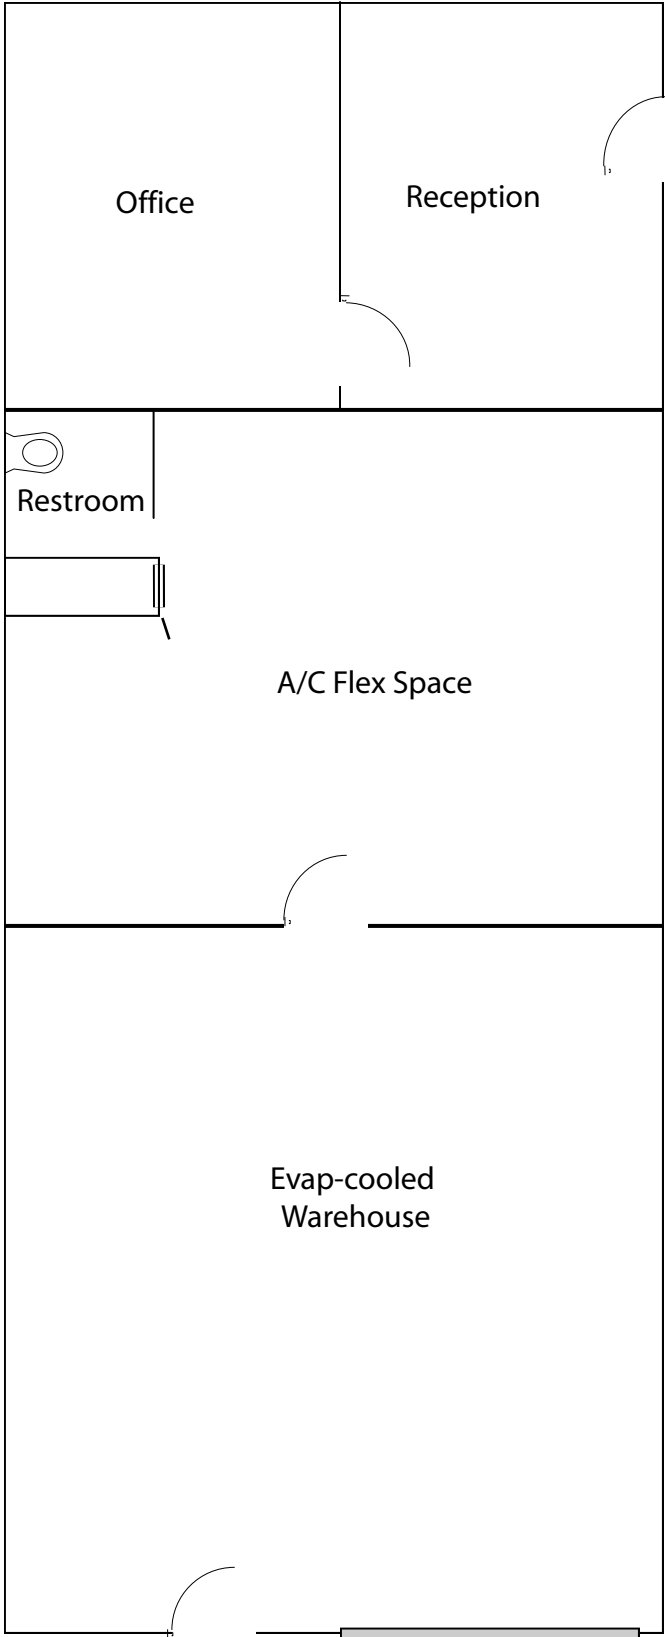 Office
Reception
Restroom
A/C Flex Space
Evap-cooled
Warehouse